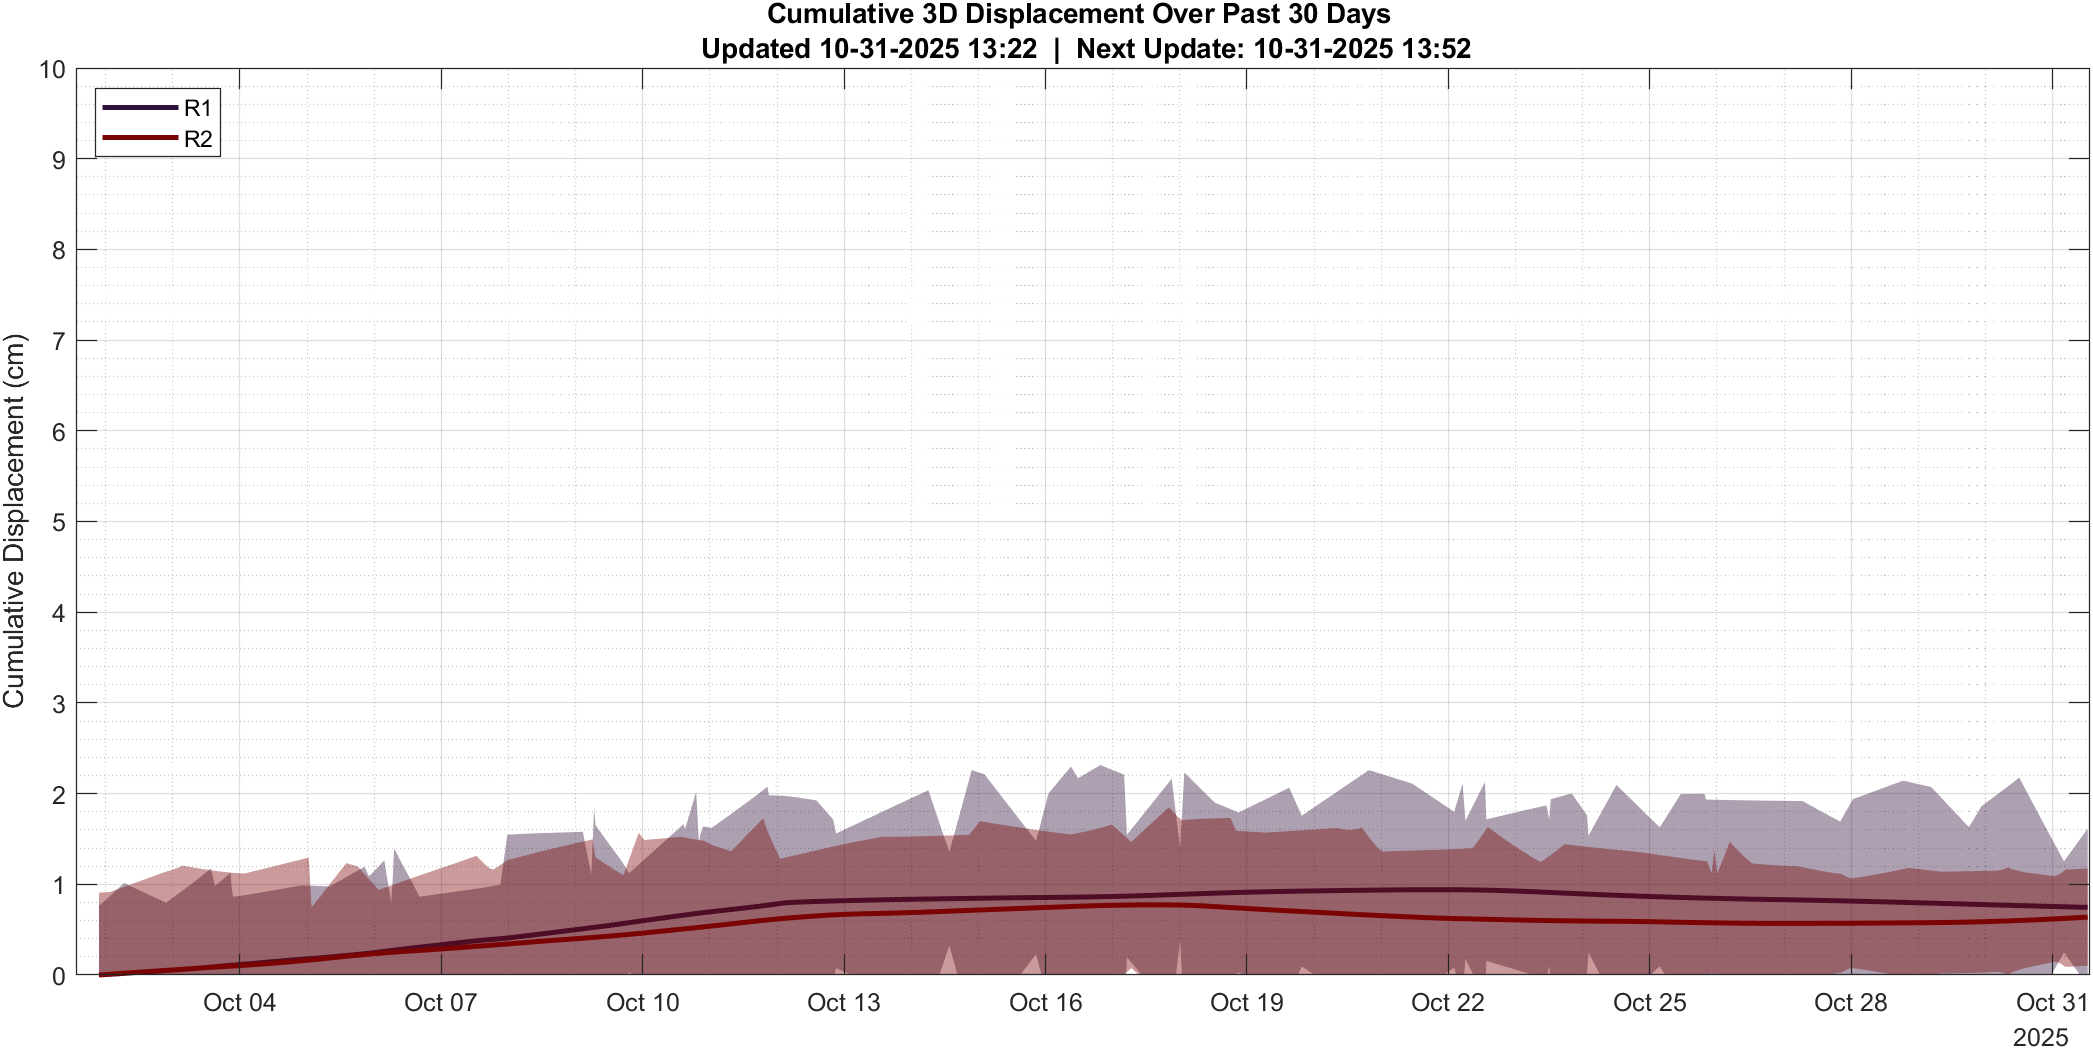 Cumulative 3D Displacement Over Past 30 Days
Updated 10-31-2025 13:22 | Next Update: 10-31-2025 13:52
R1
R2
Cumulative Displacement (cm)
10
9
8
7
6
5
4
3
2
1
0
Oct 04 Oct 07 Oct 10 Oct 13 Oct 16 Oct 19 Oct 22 Oct 25 Oct 28 Oct 31
2025